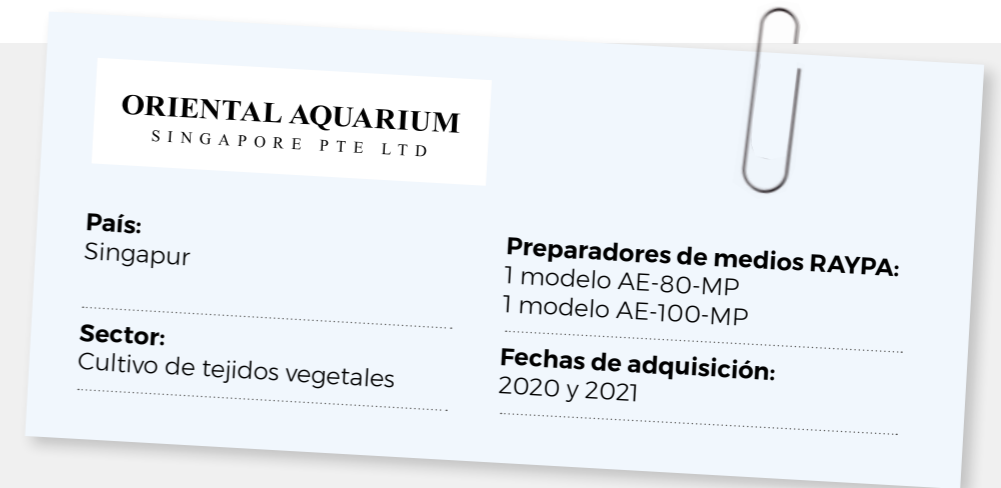 ORIENTAL AQUARIUM
SINGAPORE PTE LTD
País:
Singapur
Sector:
Cultivo de tejidos vegetales
Preparadores de medios RAYPA:
1 modelo AE-80-MP
1 modelo AE-100-MP
Fechas de adquisición:
2020 y 2021